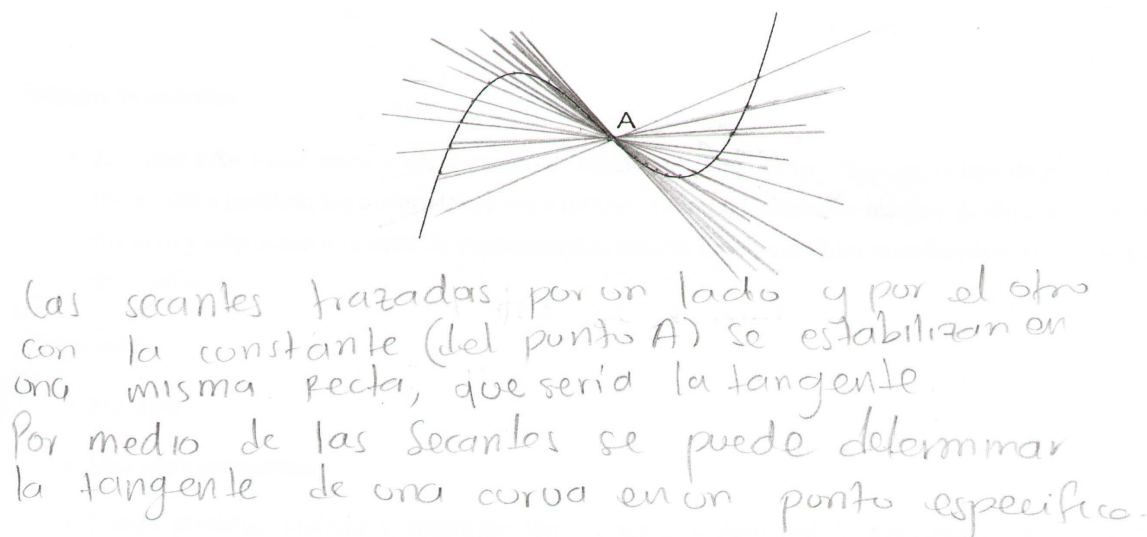 A
las secantes trazadas por un lado y por el otro
con la constante (del punto A) se estabilizan en
una misma recta, que seria la tangente
Por medio de las secantes se puede determinar
la tangente de una curva en un punto especifico.